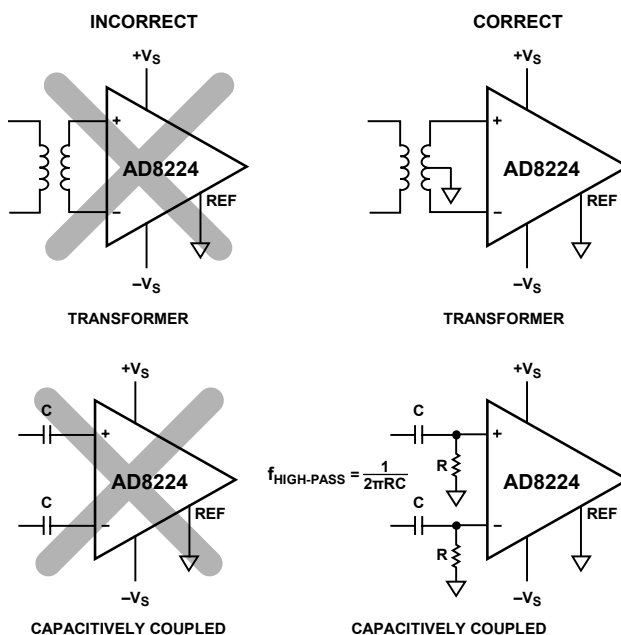 INCORRECT
+VS
+
AD8224
–
REF
–VS
TRANSFORMER
CORRECT
+VS
+
AD8224
–
REF
–VS
TRANSFORMER
+VS
C
+
AD8224
C
–
REF
–VS
CAPACITIVELY COUPLED
+VS
C
+
R
fHIGH-PASS = 1
2πRC
AD8224
C
–
R
REF
–VS
CAPACITIVELY COUPLED